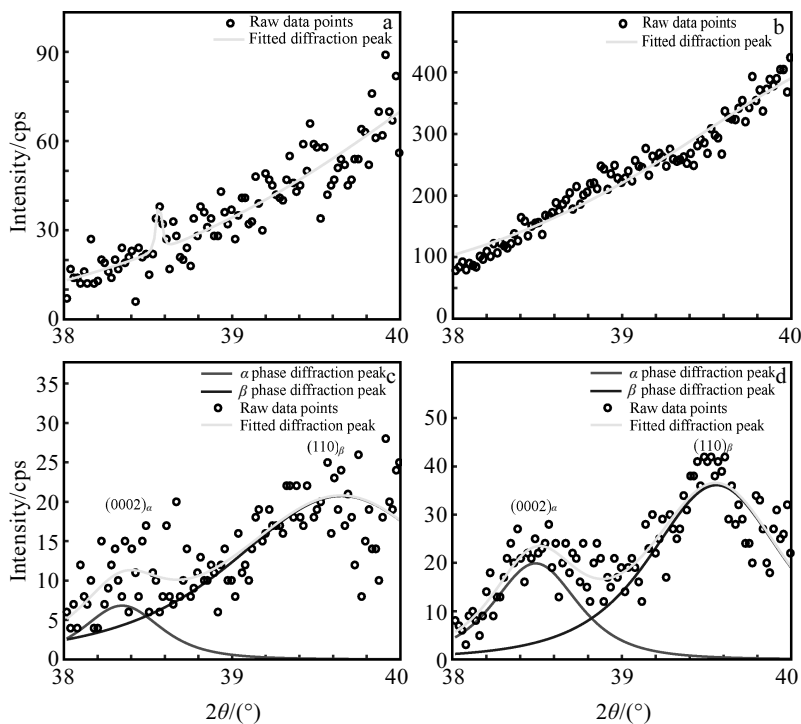 a
Raw data points
Fitted diffraction peak
90
60
30
0
38
39
40
Intensity/cps
b
Raw data points
Fitted diffraction peak
400
300
200
100
0
38
39
40
α phase diffraction peak
β phase diffraction peak
c
Raw data points
Fitted diffraction peak
(0002)α
(110)β
35
30
25
20
15
10
5
0
38
39
40
Intensity/cps
2θ/(°)
α phase diffraction peak
d
β phase diffraction peak
Raw data points
Fitted diffraction peak
(110)β
(0002)α
50
40
30
20
10
0
38
39
40
2θ/(°)